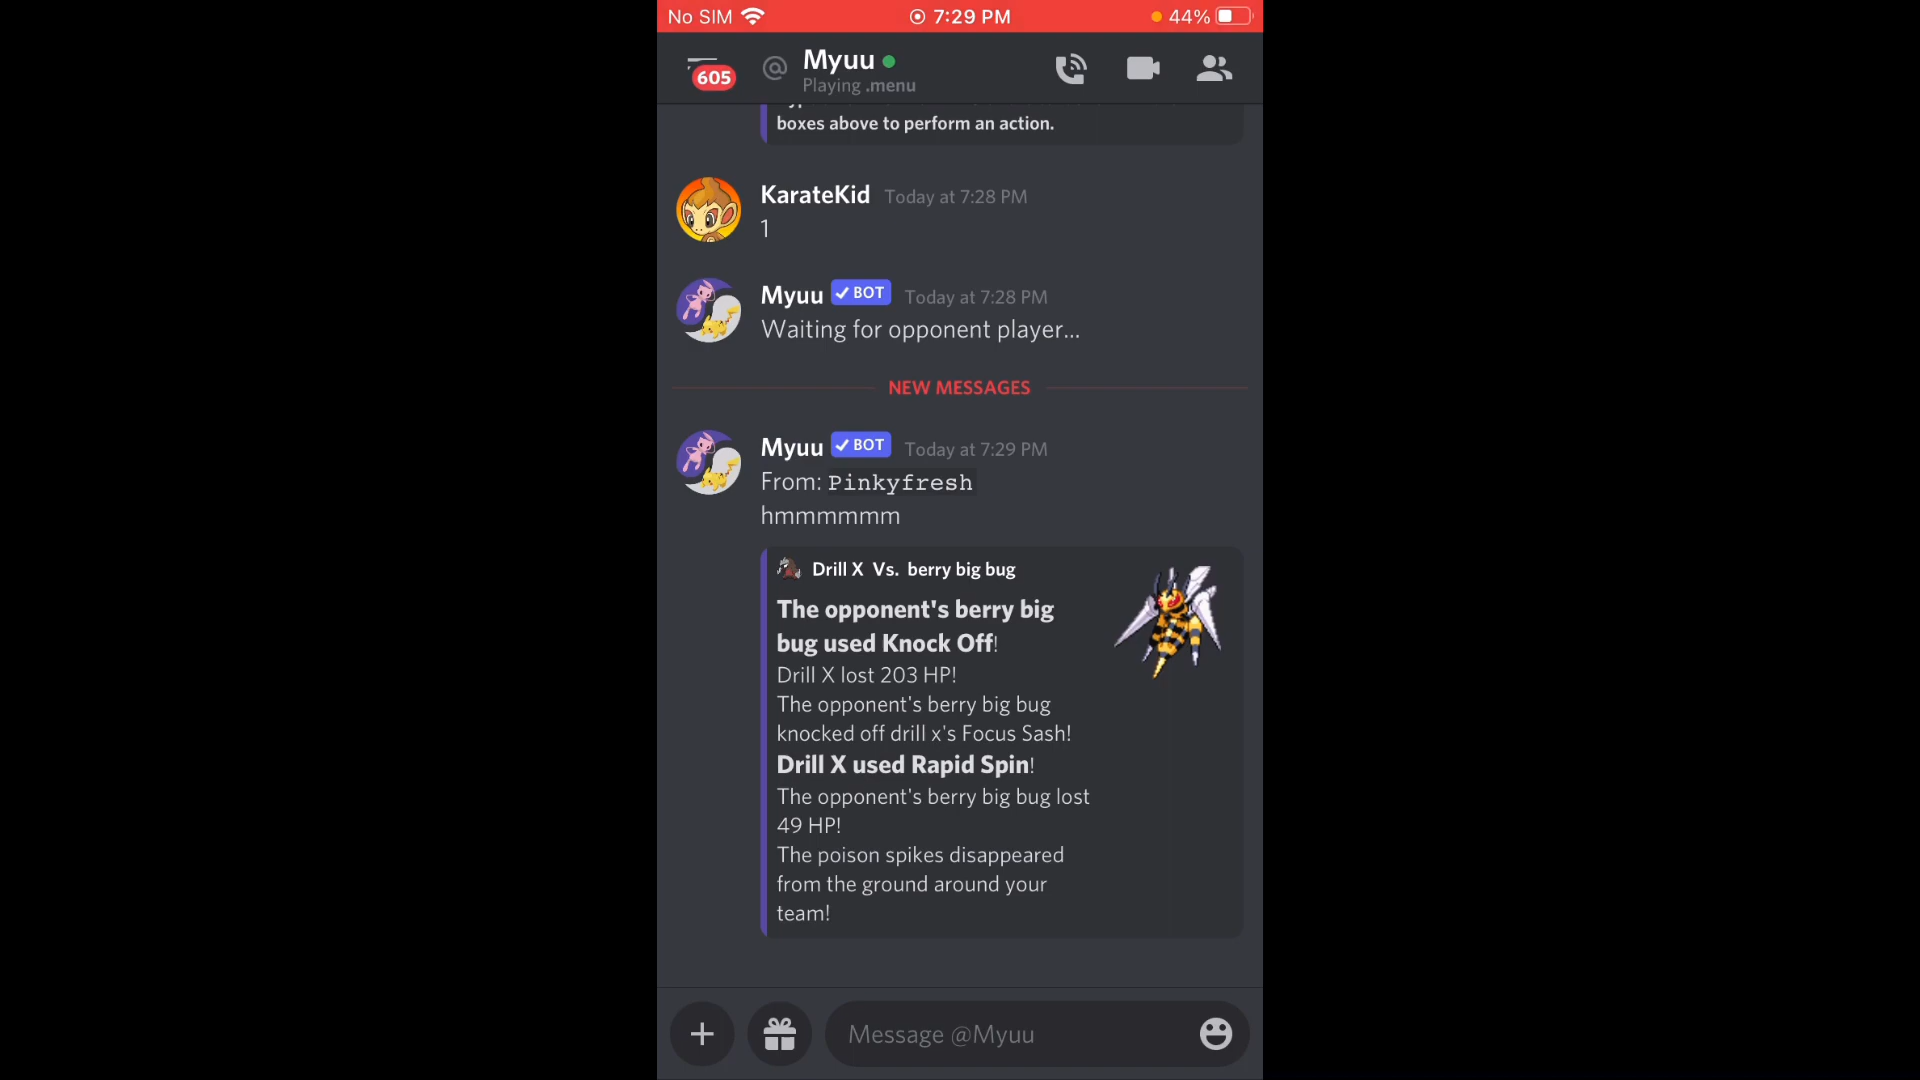 No SIM 7:29 PM 44%
605 @ Myuu
Playing .menu
boxes above to perform an action.
KarateKid Today at 7:28 PM
1
Myuu BOT Today at 7:28 PM
Waiting for opponent player...
NEW MESSAGES
Myuu BOT Today at 7:29 PM
From: Pinkyfresh
hmmmmmm
Drill X Vs. berry big bug
The opponent's berry big
bug used Knock Off!
Drill X lost 203 HP!
The opponent's berry big bug
knocked off drill x's Focus Sash!
Drill X used Rapid Spin!
The opponent's berry big bug lost
49 HP!
The poison spikes disappeared
from the ground around your
team!
Message @Myuu